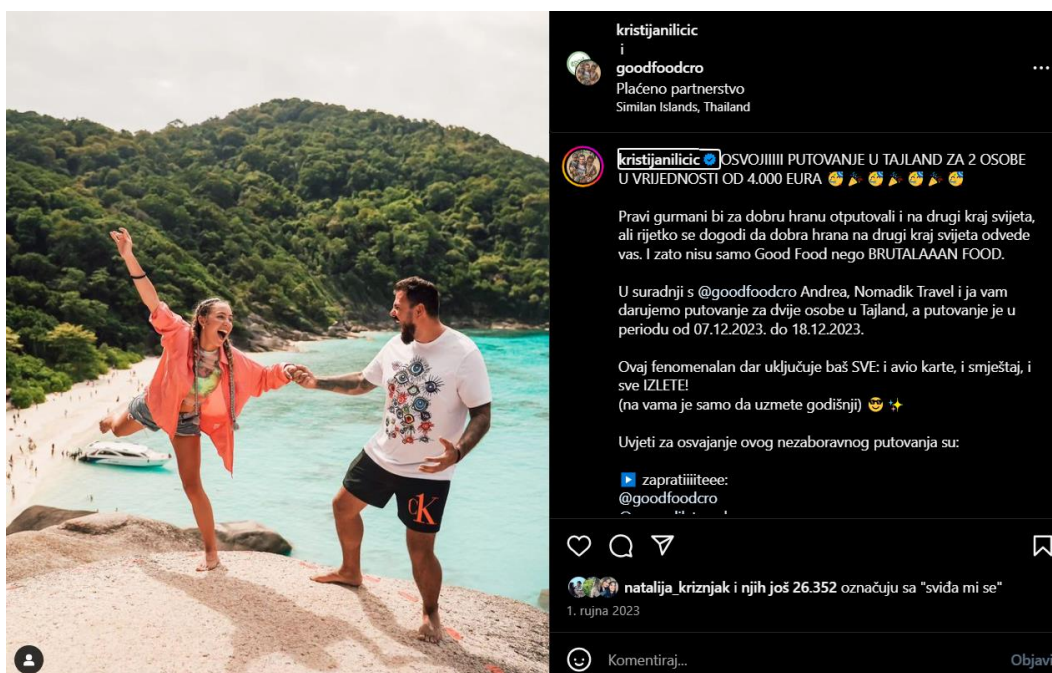 kristijanilicic
i
goodfoodcro
Plaćeno partnerstvo
Similan Islands, Thailand
kristijanilicic OSVOJIIIII PUTOVANJE U TAJLAND ZA 2 OSOBE
U VRIJEDNOSTI OD 4.000 EURA 🥳 🎉 🥳 🎉 🥳 🎉 🥳
Pravi gurmani bi za dobru hranu otputovali i na drugi kraj svijeta,
ali rijetko se dogodi da dobra hrana na drugi kraj svijeta odvede
vas. I zato nisu samo Good Food nego BRUTALAAAN FOOD.
U suradnji s @goodfoodcro Andrea, Nomadik Travel i ja vam
darujemo putovanje za dvije osobe u Tajland, a putovanje je u
periodu od 07.12.2023. do 18.12.2023.
Ovaj fenomenalan dar uključuje baš SVE: i avio karte, i smještaj, i
sve IZLETE!
(na vama je samo da uzmete godišnji) 😎 ✨
Uvjeti za osvajanje ovog nezaboravnog putovanja su:
▶️ zapratiiiiteee:
@goodfoodcro
natalija_kriznjak i njih još 26.352 označuju sa "sviđa mi se"
1. rujna 2023
Komentiraj...
Objavi
CK